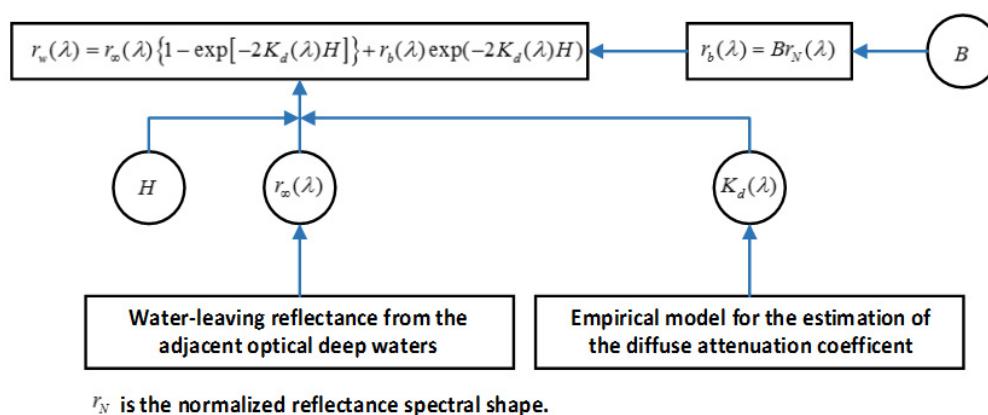 r_w(λ) = r_∞(λ){1 − exp[−2K_d(λ)H]} + r_b(λ)exp(−2K_d(λ)H)
r_b(λ) = Br_N(λ)
B
H
r_∞(λ)
K_d(λ)
Water-leaving reflectance from the
adjacent optical deep waters
Empirical model for the estimation of
the diffuse attenuation coefficent
r_N is the normalized reflectance spectral shape.